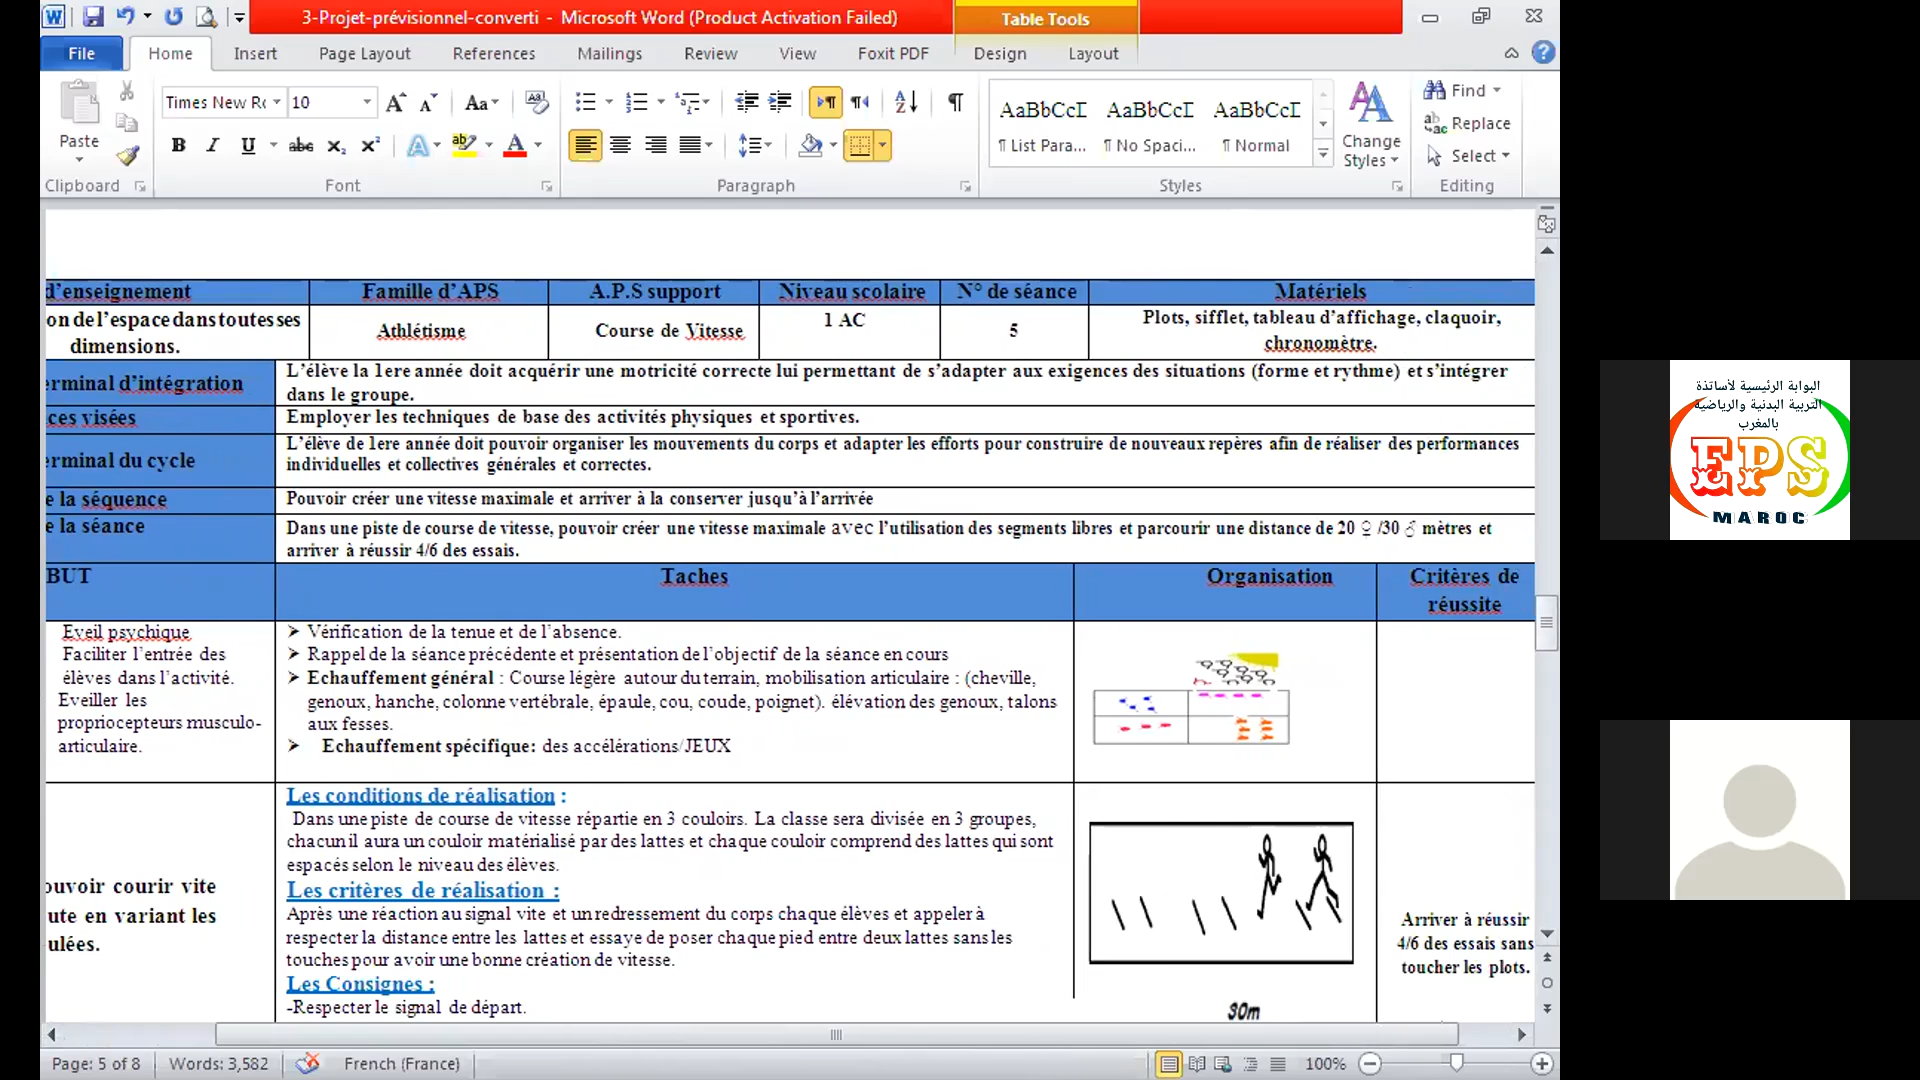 3-Projet-prévisionnel-converti - Microsoft Word (Product Activation Failed)
Table Tools
File Home Insert Page Layout References Mailings Review View Foxit PDF Design Layout
Paste
Clipboard
Times New Rc 10
Font
Paragraph
AaBbCcI AaBbCcI AaBbCcI
¶ List Para... ¶ No Spaci... ¶ Normal
Change Styles
Styles
Find
Replace
Select
Editing
d’enseignement Famille d’APS A.P.S support Niveau scolaire N° de séance Matériels
on de l’espace dans toutes ses dimensions.
Athlétisme
Course de Vitesse
1 AC
5
Plots, sifflet, tableau d’affichage, claquoir, chronomètre.
erminal d’intégration
L’élève la 1ere année doit acquérir une motricité correcte lui permettant de s’adapter aux exigences des situations (forme et rythme) et s’intégrer
dans le groupe.
ces visées
Employer les techniques de base des activités physiques et sportives.
erminal du cycle
L’élève de 1ere année doit pouvoir organiser les mouvements du corps et adapter les efforts pour construire de nouveaux repères afin de réaliser des performances
individuelles et collectives générales et correctes.
e la séquence
Pouvoir créer une vitesse maximale et arriver à la conserver jusqu’à l’arrivée
e la séance
Dans une piste de course de vitesse, pouvoir créer une vitesse maximale avec l’utilisation des segments libres et parcourir une distance de 20 ♀ /30 ♂ mètres et
arriver à réussir 4/6 des essais.
BUT Taches Organisation Critères de
réussite
Eveil psychique
Faciliter l’entrée des
élèves dans l’activité.
Eveiller les
propriocepteurs musculo-
articulaire.
➢ Vérification de la tenue et de l’absence.
➢ Rappel de la séance précédente et présentation de l’objectif de la séance en cours
➢ Echauffement général : Course légère autour du terrain, mobilisation articulaire : (cheville,
genoux, hanche, colonne vertébrale, épaule, cou, coude, poignet). élévation des genoux, talons
aux fesses.
➢ Echauffement spécifique: des accélérations/JEUX
ouvoir courir vite
ute en variant les
ulées.
Les conditions de réalisation :
Dans une piste de course de vitesse répartie en 3 couloirs. La classe sera divisée en 3 groupes,
chacun il aura un couloir matérialisé par des lattes et chaque couloir comprend des lattes qui sont
espacés selon le niveau des élèves.
Les critères de réalisation :
Après une réaction au signal vite et un redressement du corps chaque élèves et appeler à
respecter la distance entre les lattes et essaye de poser chaque pied entre deux lattes sans les
touches pour avoir une bonne création de vitesse.
Les Consignes :
-Respecter le signal de départ.
30m
Arriver à réussir
4/6 des essais sans
toucher les plots.
Page: 5 of 8 Words: 3,582 French (France) 100%
البوابة الرئيسية لأساتذة
التربية البدنية والرياضية
بالمغرب
EPS
MAROC